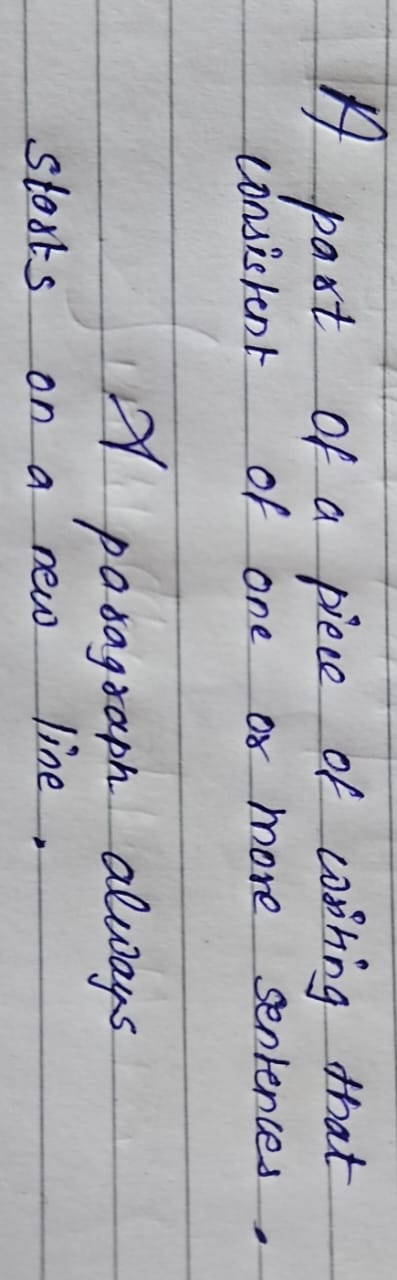 A part of a piece of writing that
consistent of one or more sentences.
A paragraph always
starts on a new line.